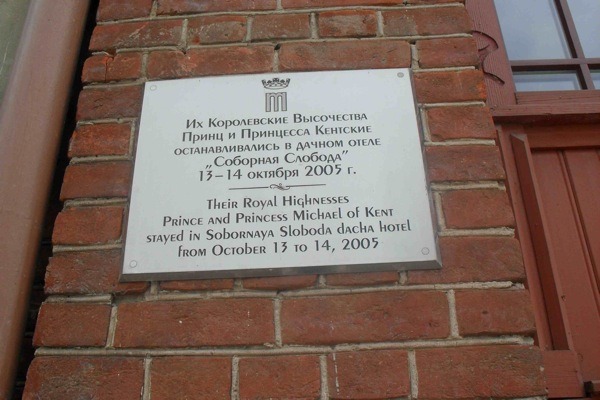 Их Королевские Высочества
Принц и Принцесса Кентские
останавливались в дачном отеле
„Соборная Слобода"
13–14 октября 2005 г.
Their Royal Highnesses
Prince and Princess Michael of Kent
stayed in Sobornaya Sloboda dacha hotel
from October 13 to 14, 2005